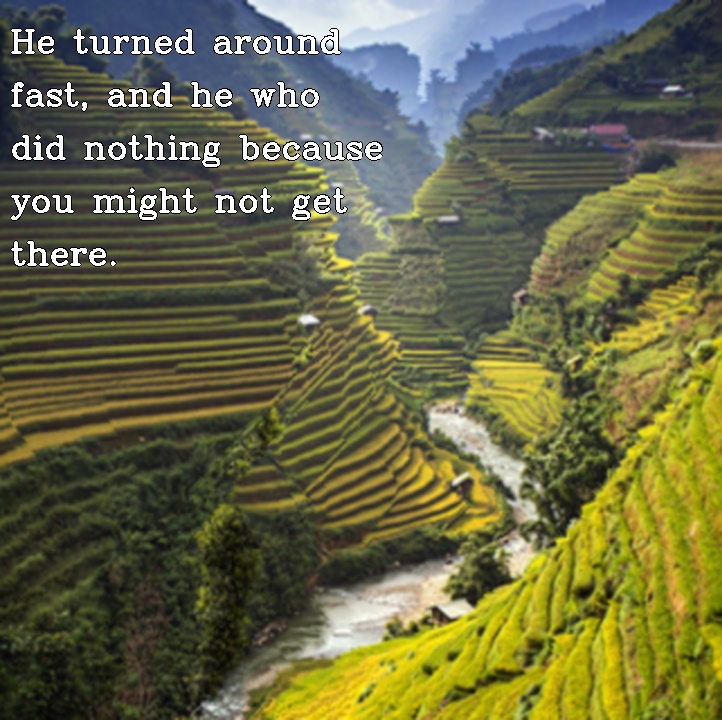 He turned around
fast, and he who
did nothing because
you might not get
there.